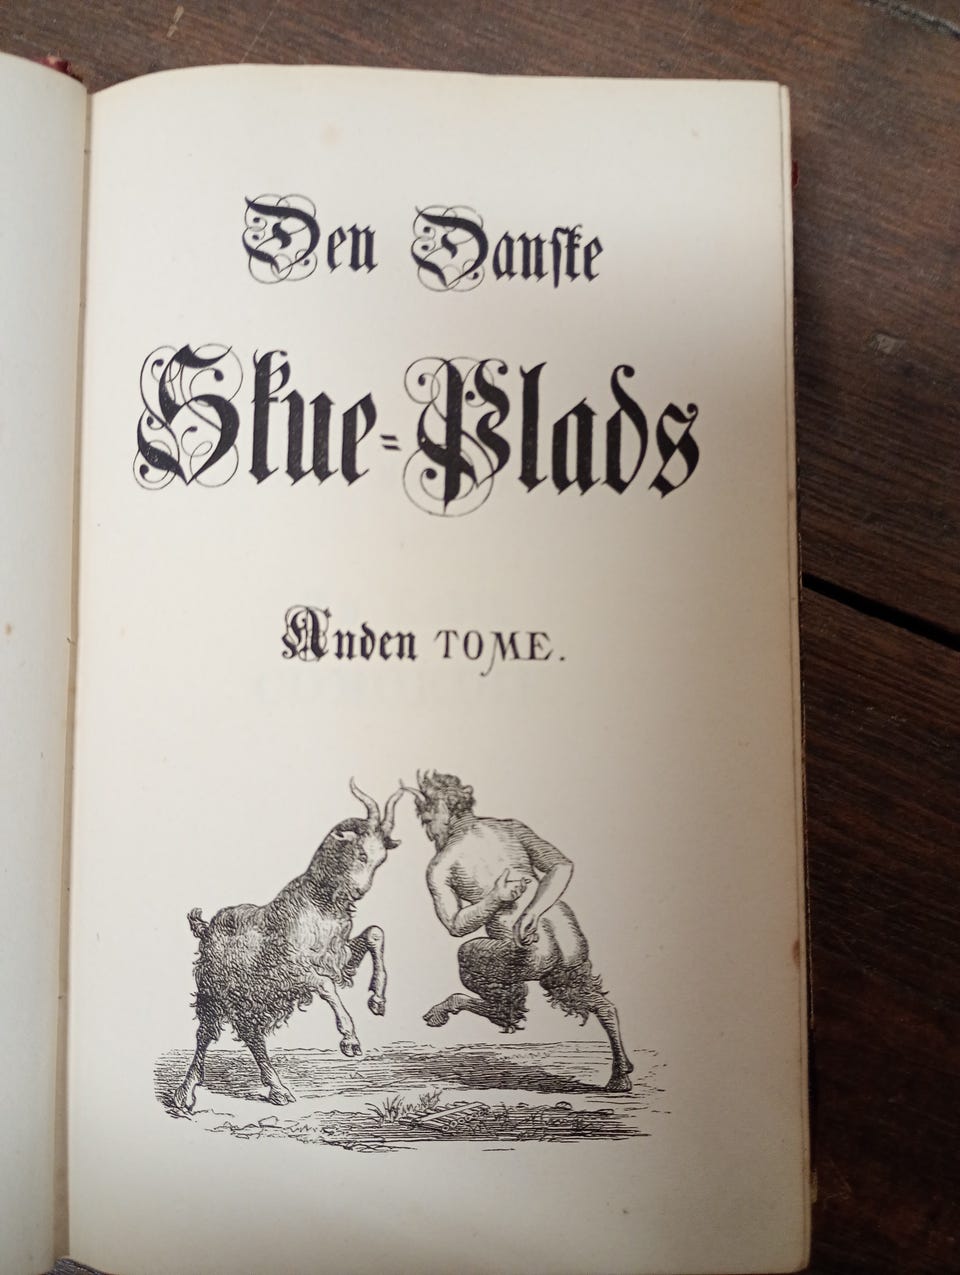 Den Danſke
Skue-Plads
Anden TOME.